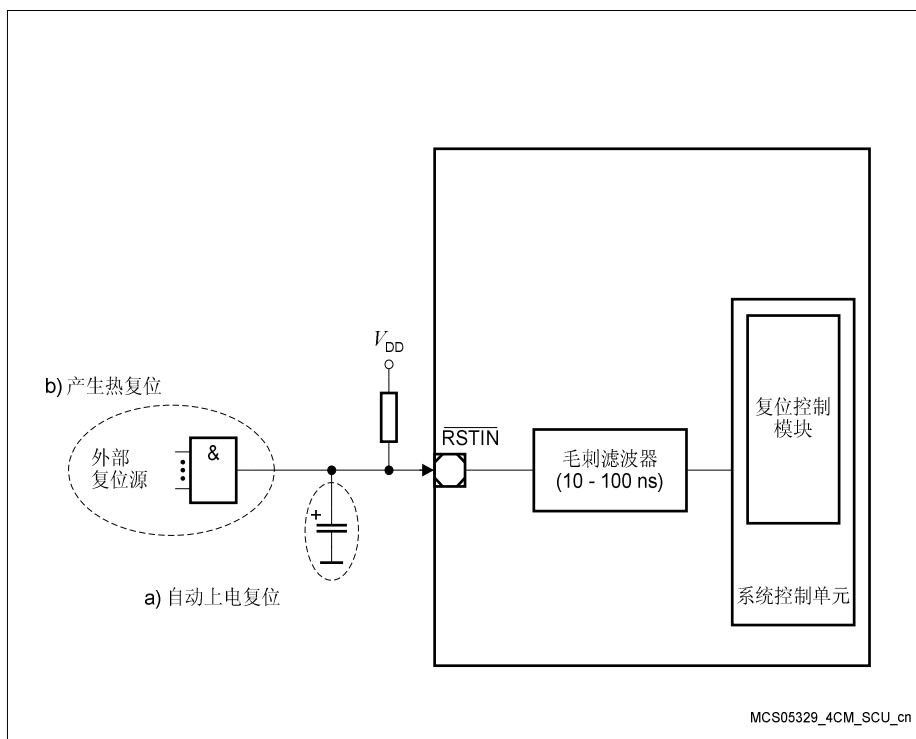 V_DD
b) 产生热复位
外部
复位源
&
+
a) 自动上电复位
RSTIN
毛刺滤波器
(10 - 100 ns)
复位控制
模块
系统控制单元
MCS05329_4CM_SCU_cn